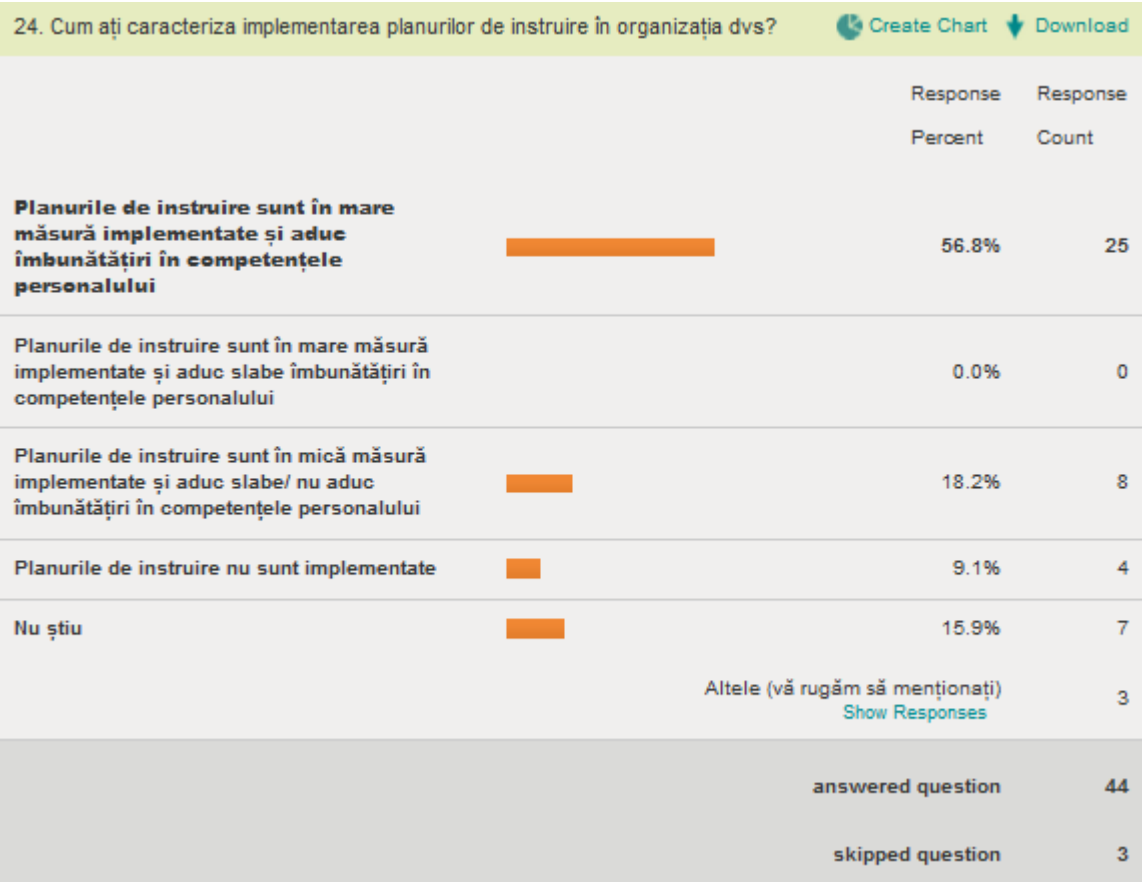 24. Cum ați caracteriza implementarea planurilor de instruire în organizația dvs? Create Chart Download
Response Response
Percent Count
Planurile de instruire sunt în mare
măsură implementate și aduc
îmbunătățiri în competențele
personalului
56.8% 25
Planurile de instruire sunt în mare măsură
implementate și aduc slabe îmbunătățiri în
competențele personalului
0.0% 0
Planurile de instruire sunt în mică măsură
implementate și aduc slabe/ nu aduc
îmbunătățiri în competențele personalului
18.2% 8
Planurile de instruire nu sunt implementate 9.1% 4
Nu știu 15.9% 7
Altele (vă rugăm să menționați) 3
Show Responses
answered question 44
skipped question 3